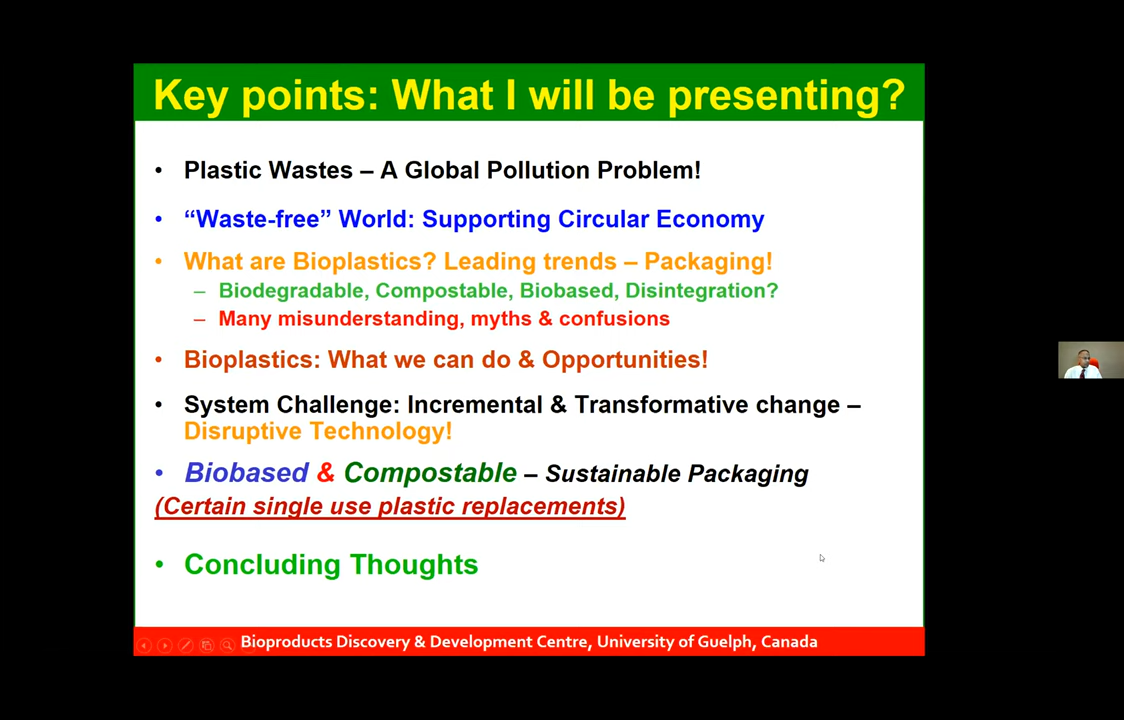 Key points: What I will be presenting?
• Plastic Wastes – A Global Pollution Problem!
• “Waste-free” World: Supporting Circular Economy
• What are Bioplastics? Leading trends – Packaging!
– Biodegradable, Compostable, Biobased, Disintegration?
– Many misunderstanding, myths & confusions
• Bioplastics: What we can do & Opportunities!
• System Challenge: Incremental & Transformative change –
Disruptive Technology!
• Biobased & Compostable – Sustainable Packaging
(Certain single use plastic replacements)
• Concluding Thoughts
Bioproducts Discovery & Development Centre, University of Guelph, Canada